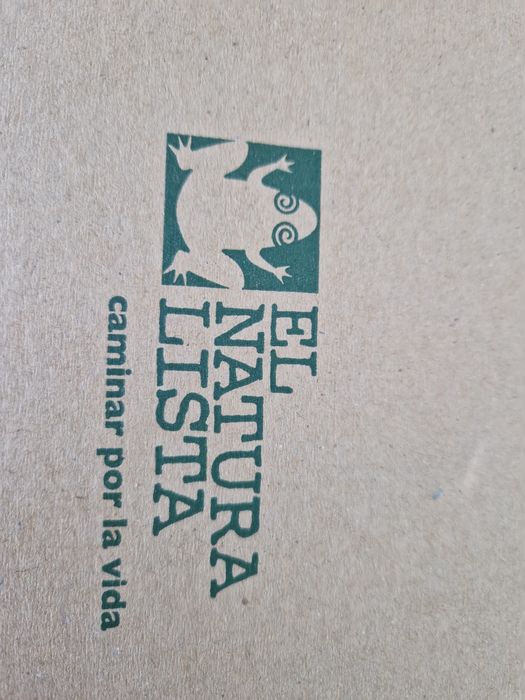 EL
NATURA
LISTA
caminar por la vida